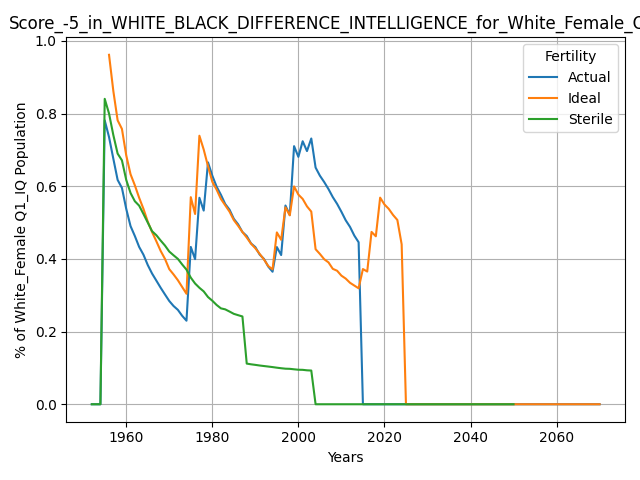 Score_-5_in_WHITE_BLACK_DIFFERENCE_INTELLIGENCE_for_White_Female_
Fertility
Actual
Ideal
Sterile
% of White_Female Q1_IQ Population
1.0
0.8
0.6
0.4
0.2
0.0
1960
1980
2000
2020
2040
2060
Years